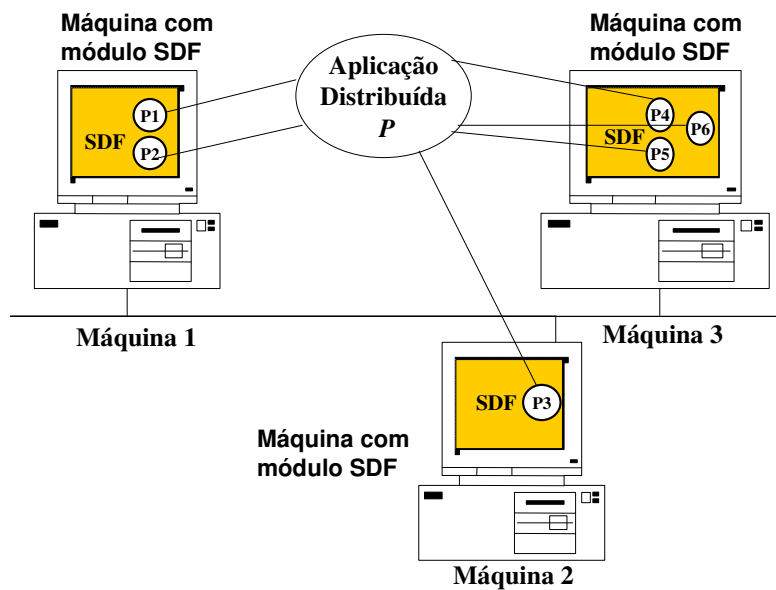 Máquina com
módulo SDF
P1
SDF
P2
Máquina 1
Aplicação
Distribuída
P
Máquina com
módulo SDF
P4
P6
SDF
P5
Máquina 3
Máquina com
módulo SDF
SDF
P3
Máquina 2